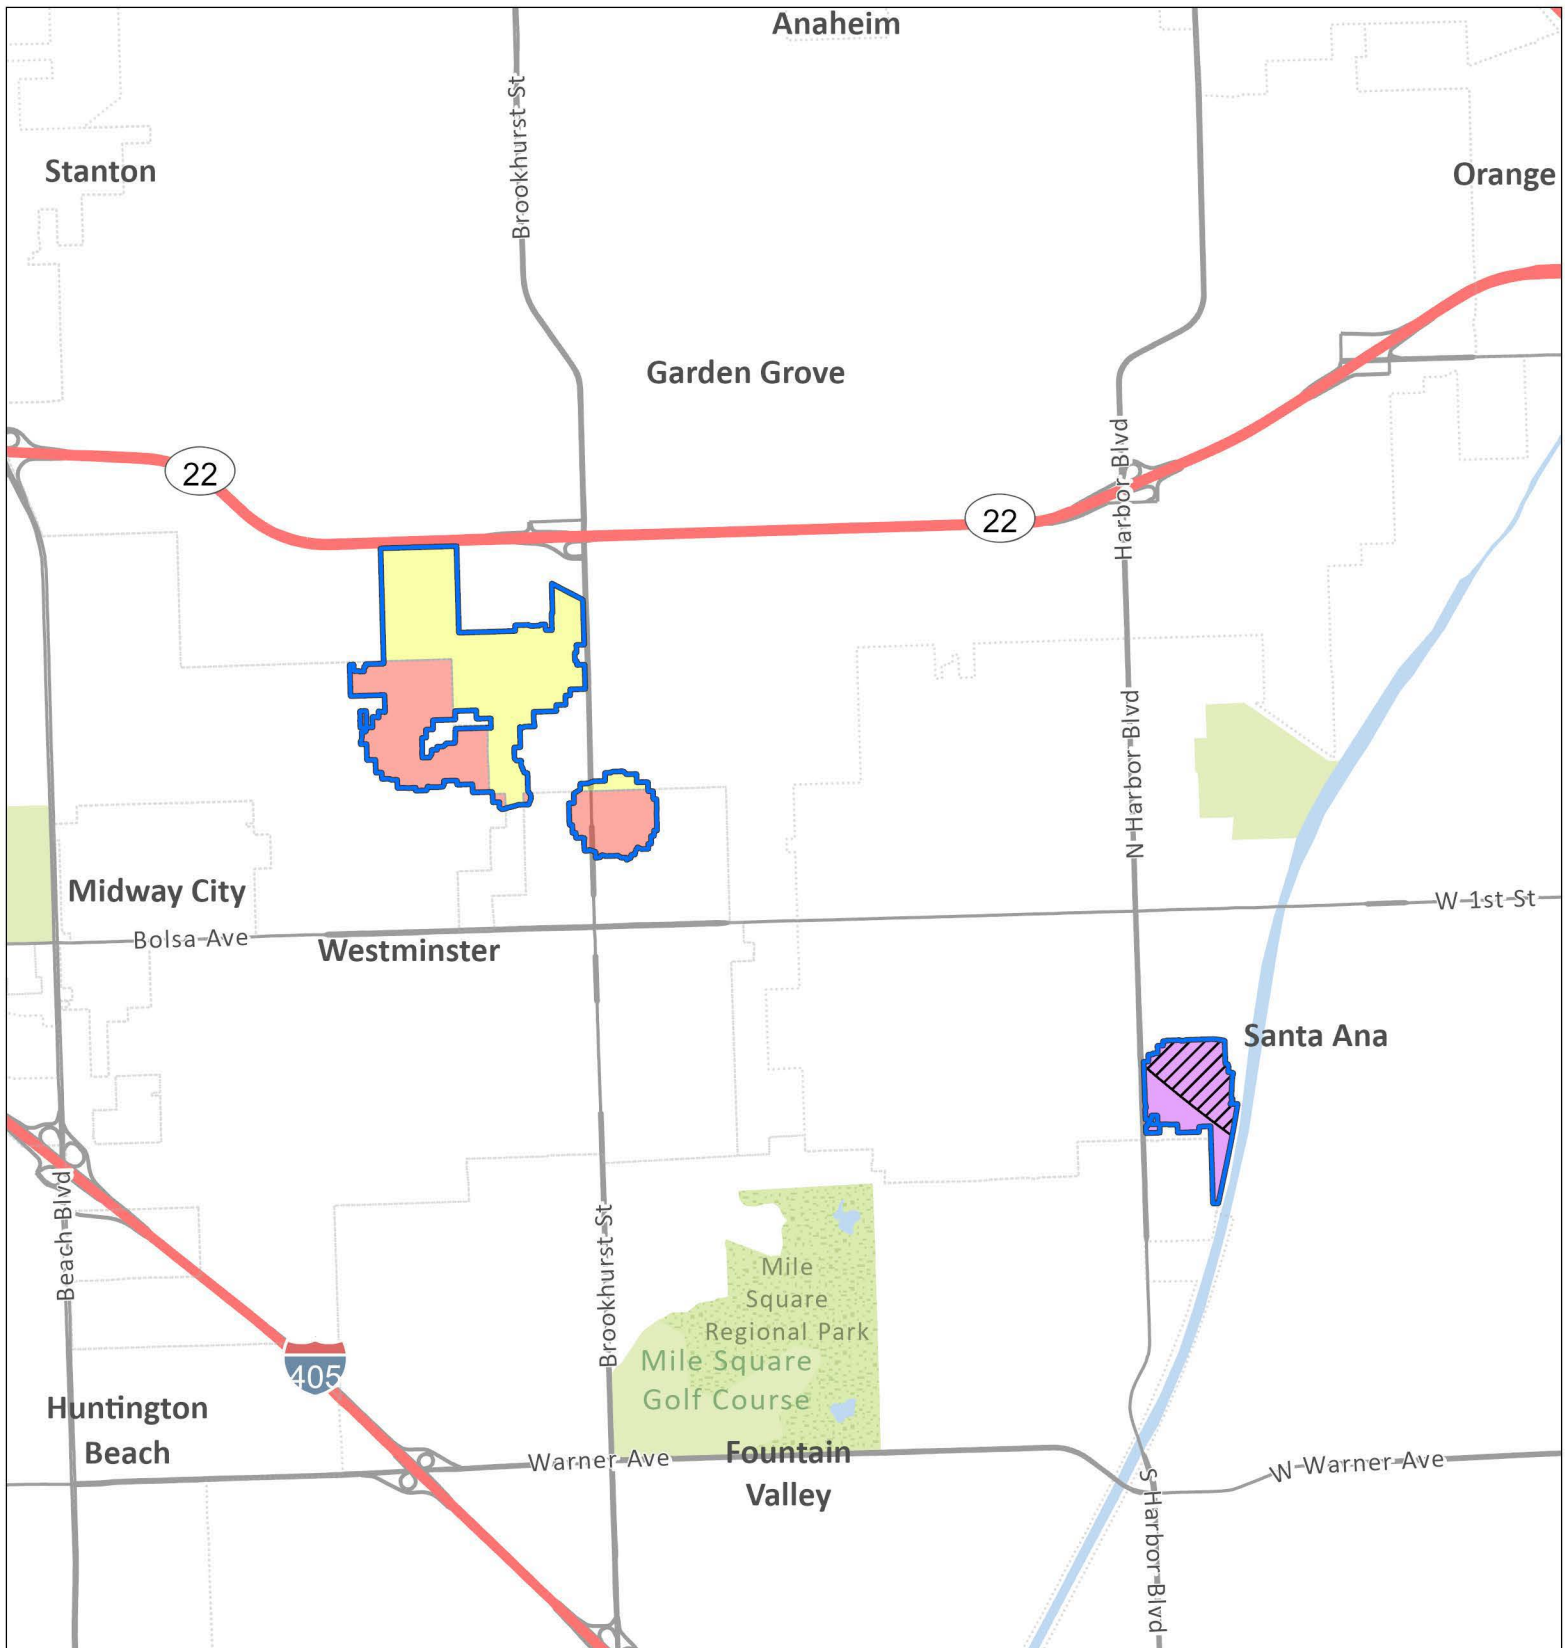 Anaheim
Brookhurst St
Stanton
Orange
Garden Grove
Harbor Blvd
22
22
N Harbor Blvd
Midway City
W 1st St
Bolsa Ave
Westminster
Santa Ana
Beach Blvd
Brookhurst St
Mile
Square
Regional Park
Mile Square
Golf Course
405
Huntington
Beach
Warner Ave
Fountain
Valley
W Warner Ave
S Harbor Blvd